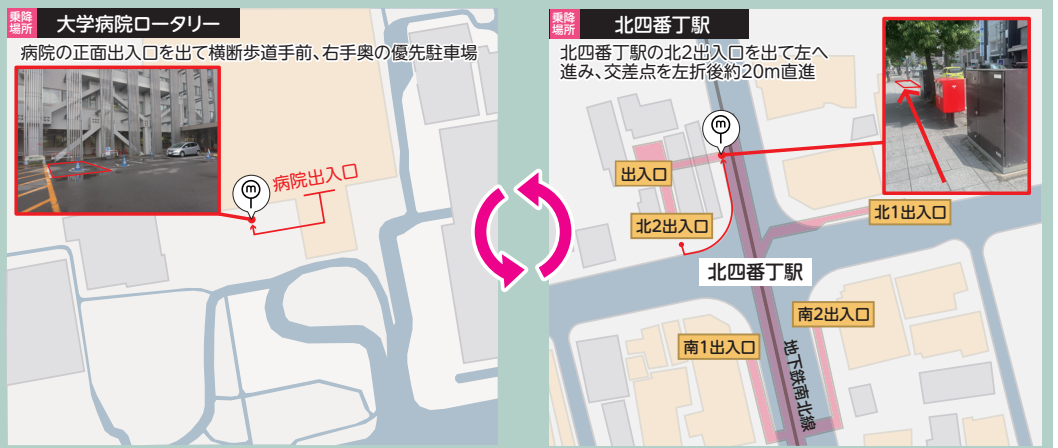 乗降
場所
大学病院ロータリー
病院の正面出入口を出て横断歩道手前、右手奥の優先駐車場
病院出入口
m
乗降
場所
北四番丁駅
北四番丁駅の北2出入口を出て左へ
進み、交差点を左折後約20m直進
m
出入口
北2出入口
北1出入口
北四番丁駅
南2出入口
南1出入口
地下鉄南北線